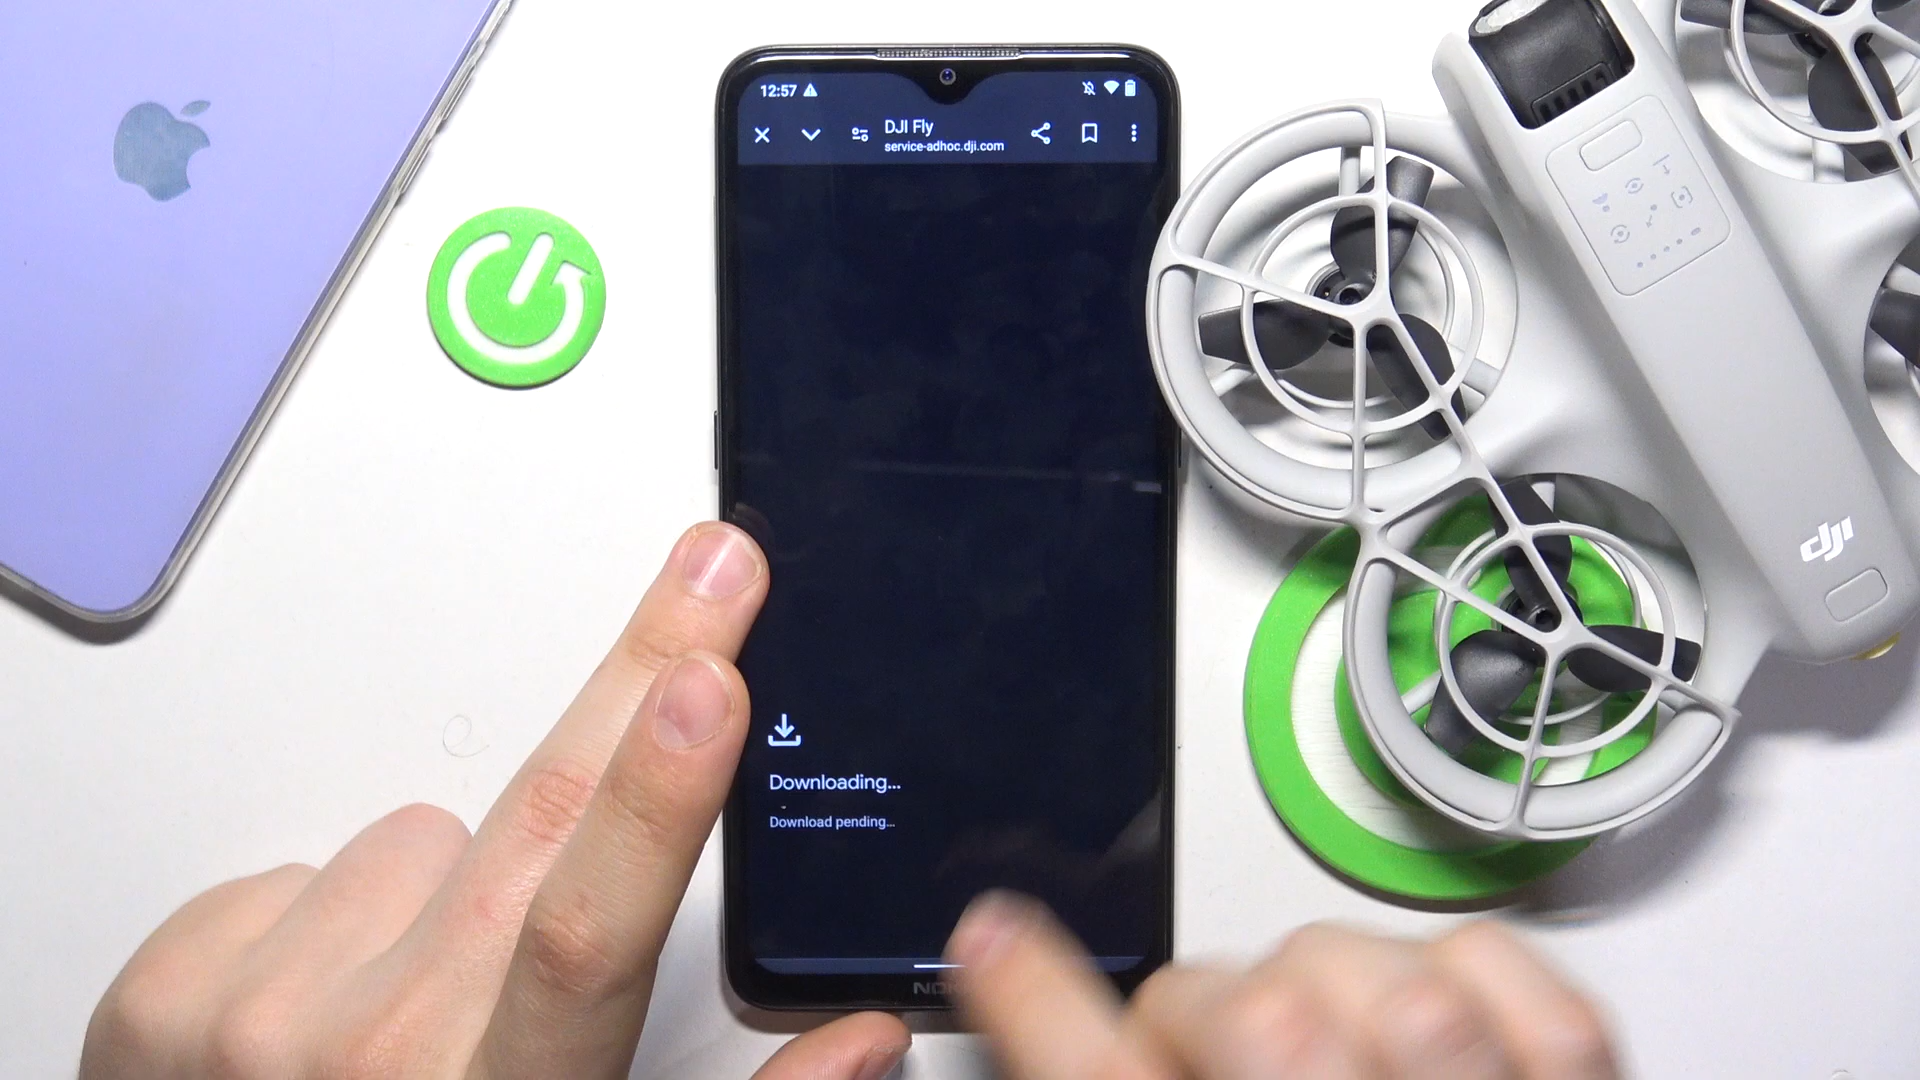 12:57
DJI Fly
service-adhoc.dji.com
Downloading...
Download pending...
dji